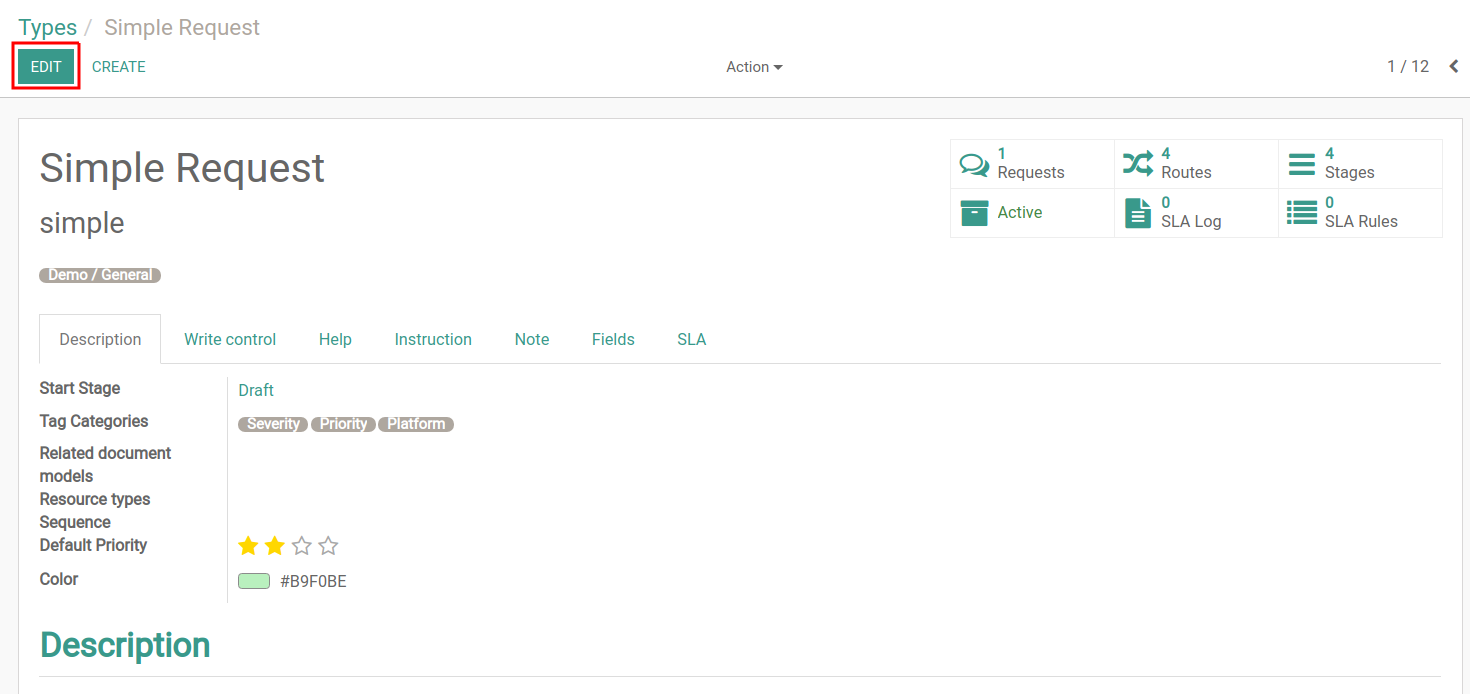 Types / Simple Request
EDIT CREATE Action 1 / 12
Simple Request
simple
Demo / General
1 Requests
4 Routes
4 Stages
Active
0 SLA Log
0 SLA Rules
Description Write control Help Instruction Note Fields SLA
Start Stage Draft
Tag Categories Severity Priority Platform
Related document
models
Resource types
Sequence
Default Priority
Color #B9F0BE
Description